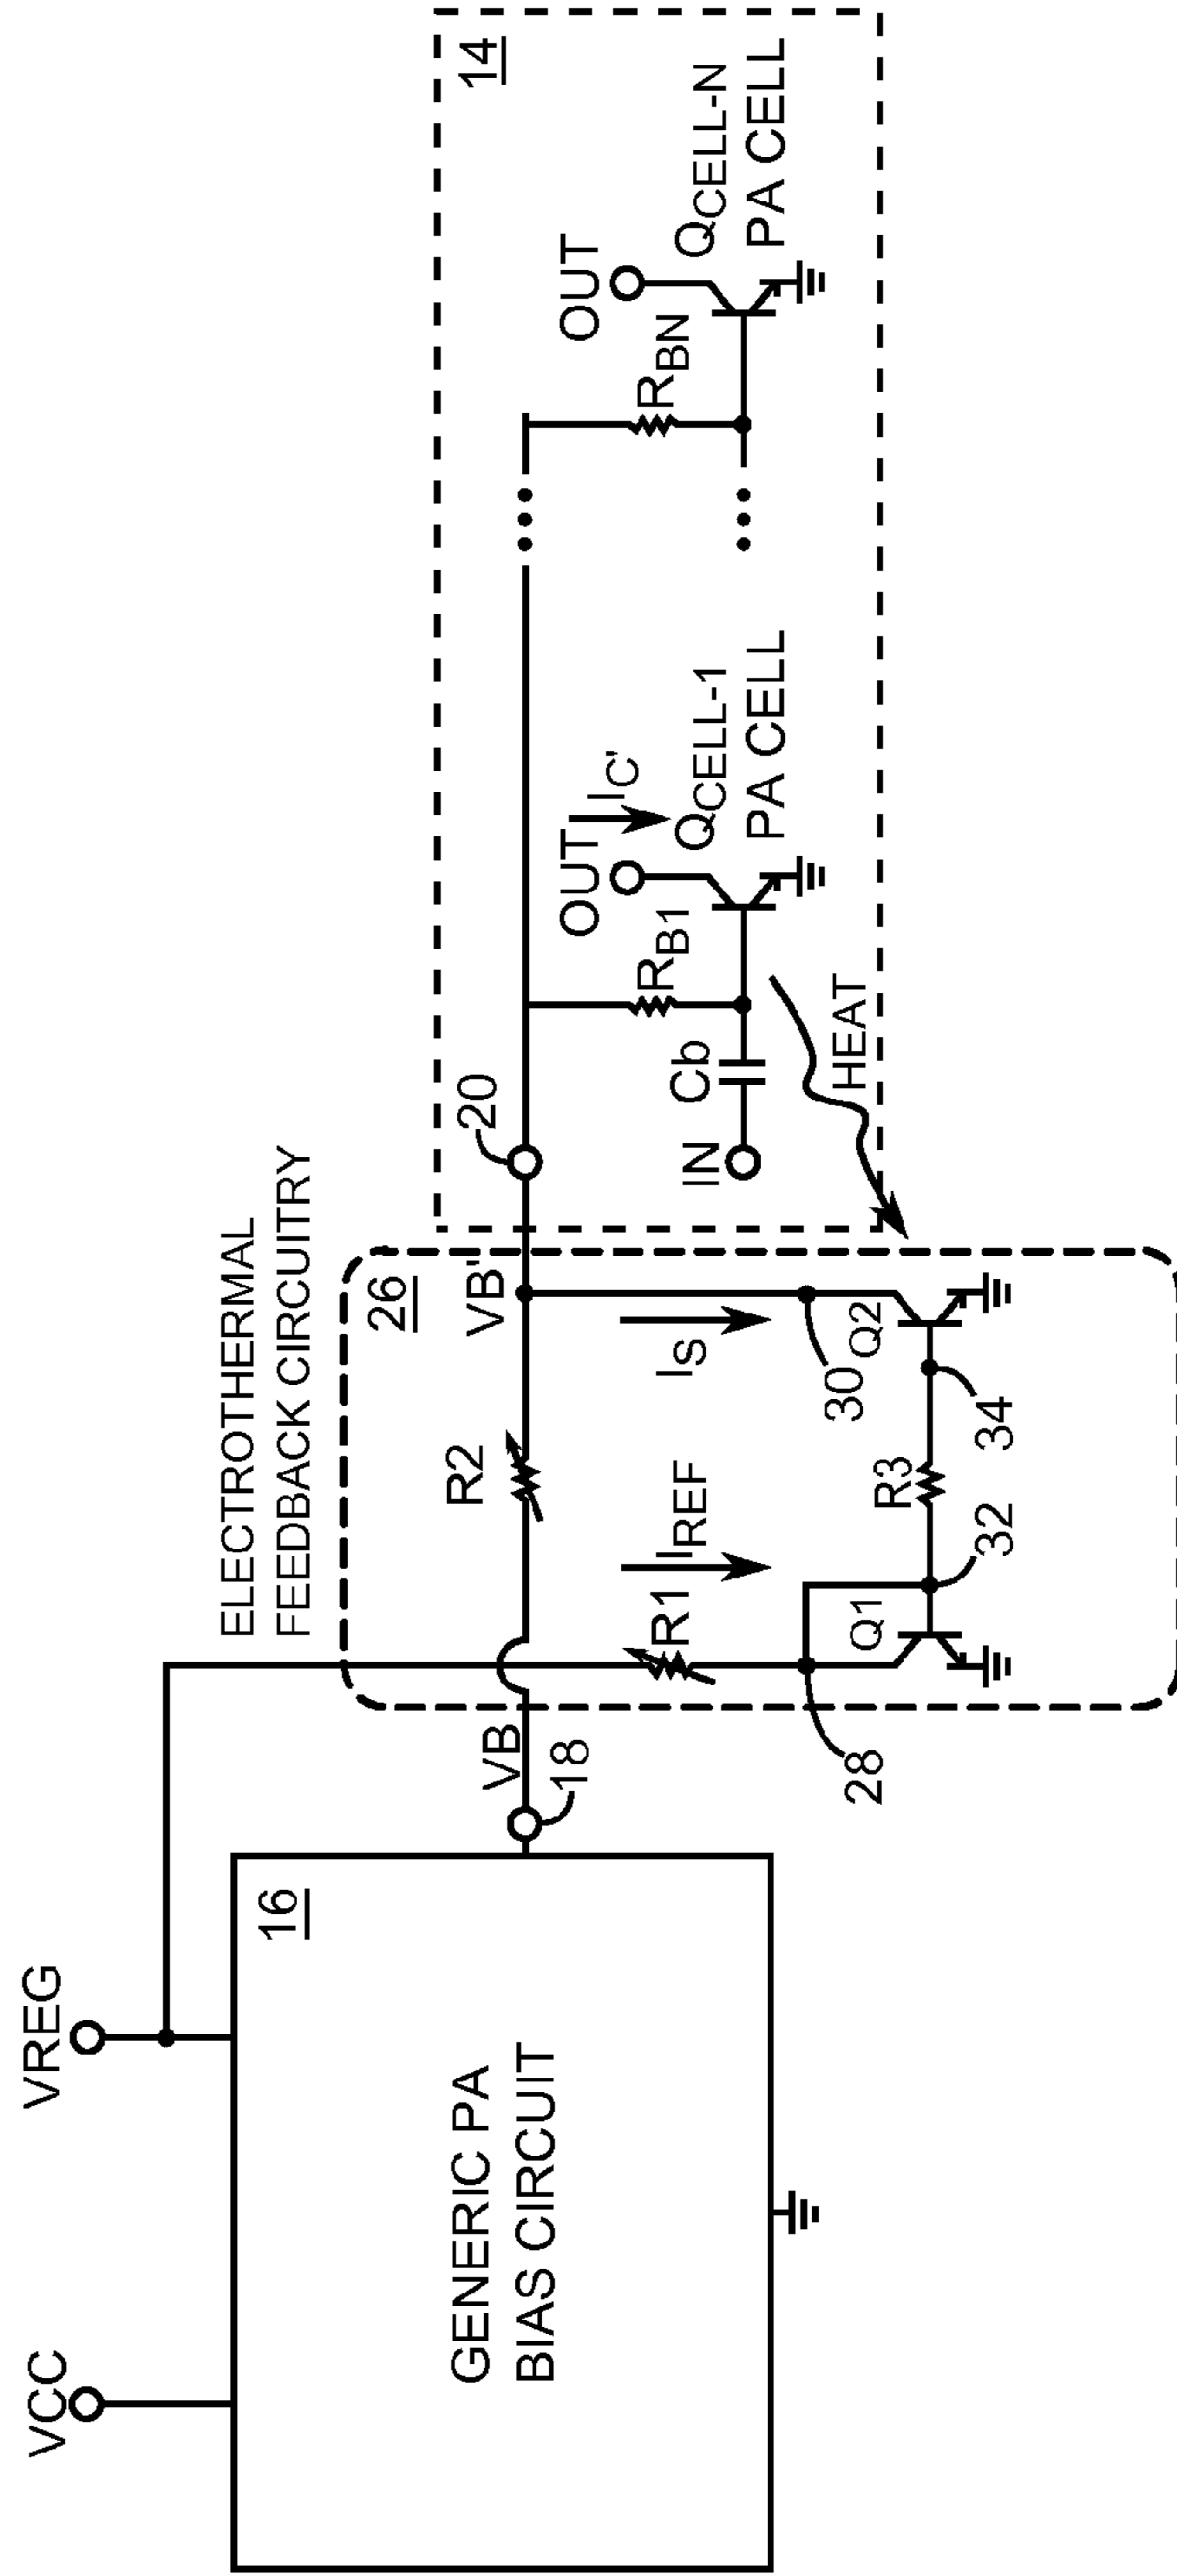 VCC
VREG
16
GENERIC PA
BIAS CIRCUIT
VB
18
ELECTROTHERMAL
FEEDBACK CIRCUITRY
26
R2
VB'
R1
IREF
IS
28
30
Q1
Q2
R3
32
34
20
14
IN
Cb
RB1
OUT
IC'
QCELL-1
PA CELL
HEAT
RBN
OUT
QCELL-N
PA CELL